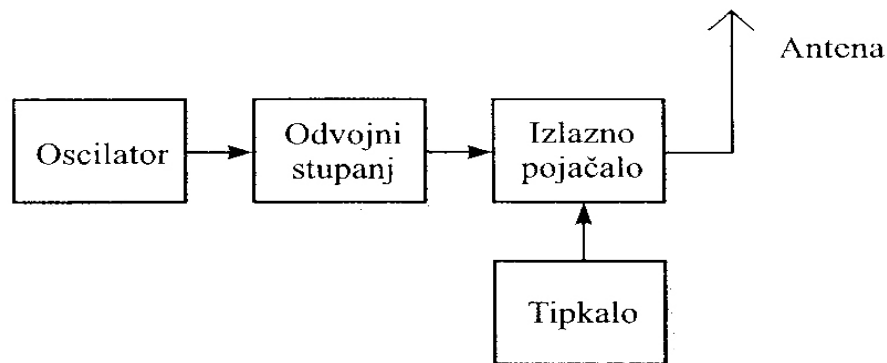 Antena
Oscilator
Odvojni
stupanj
Izlazno
pojačalo
Tipkalo